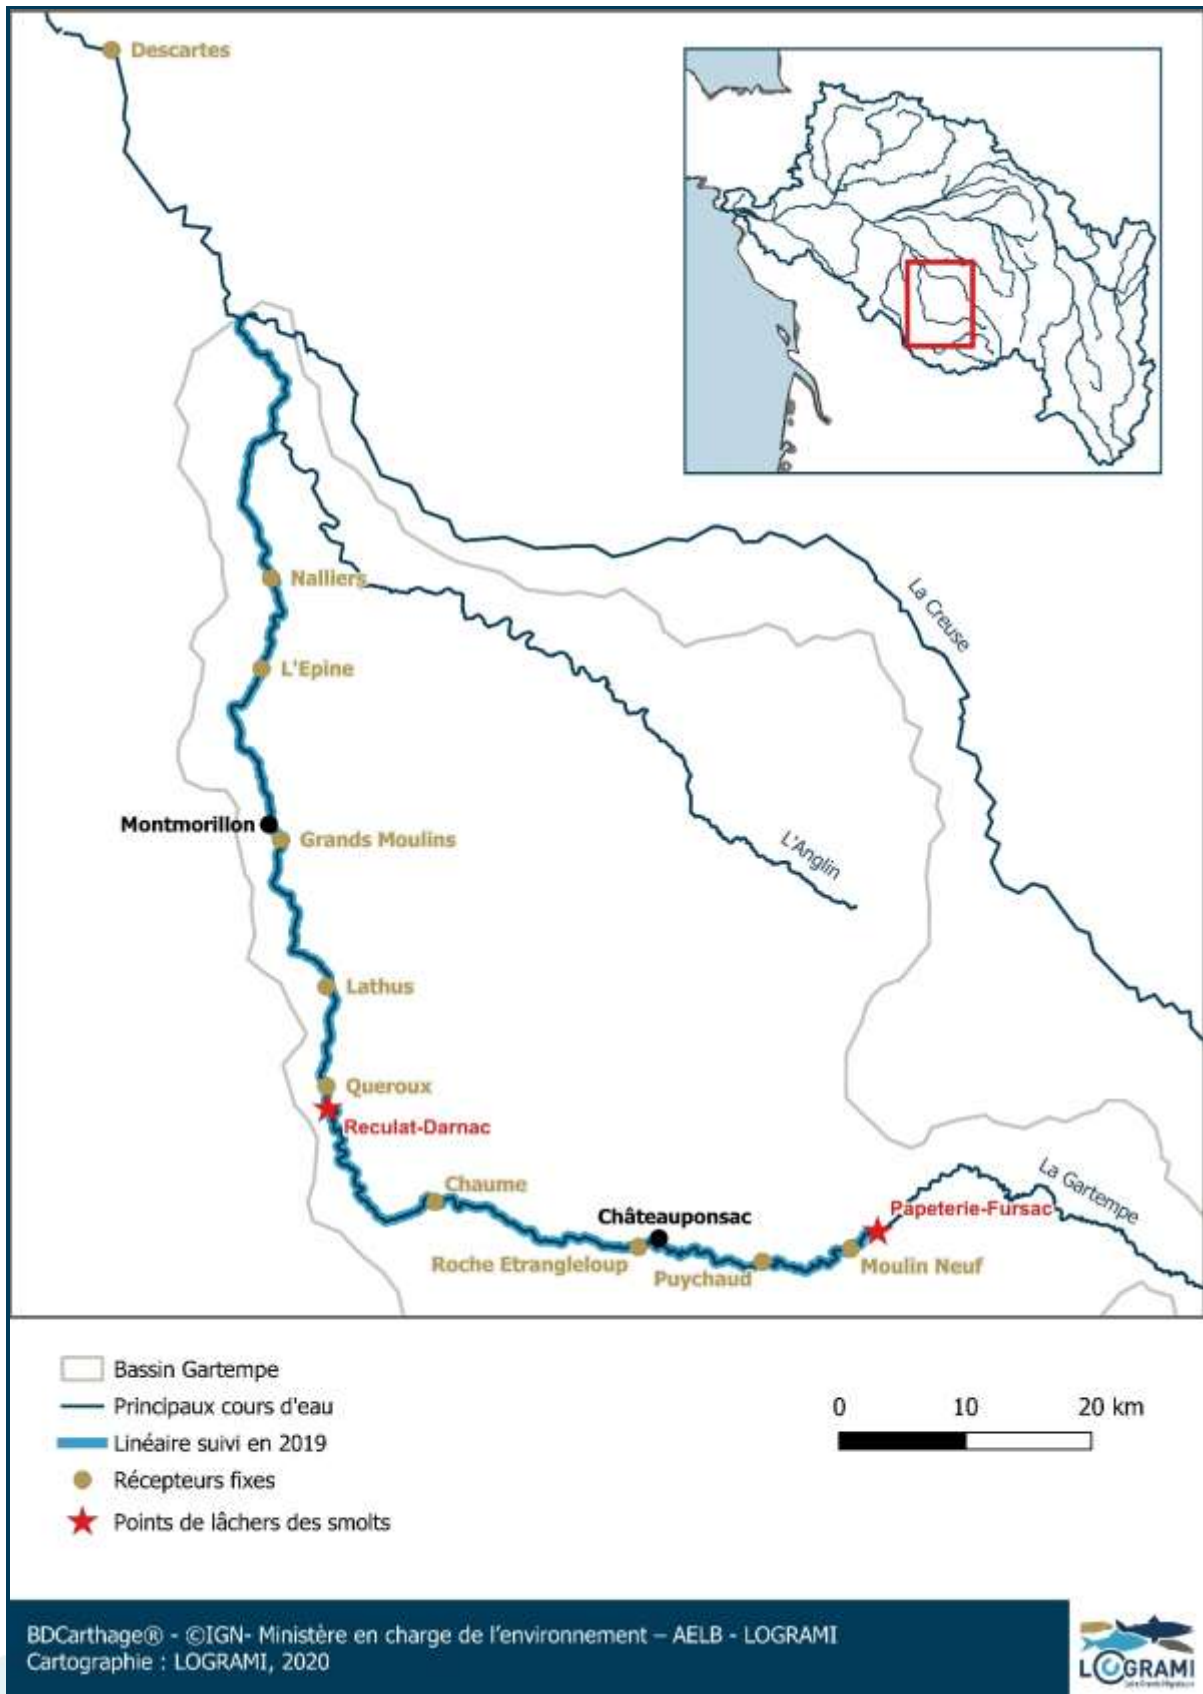 Descartes
La Creuse
Nalliers
L'Epine
Montmorillon
Grands Moulins
L'Anglin
Lathus
Queroux
Reculat-Darnac
La Gartempe
Chaume
Papeterie-Fursac
Châteauponsac
Roche Etrangleloup
Puychaud
Moulin Neuf
Bassin Gartempe
Principaux cours d'eau
Linéaire suivi en 2019
Récepteurs fixes
Points de lâchers des smolts
0 10 20 km
BDCarthage® - ©IGN- Ministère en charge de l'environnement – AELB - LOGRAMI
Cartographie : LOGRAMI, 2020
LOGRAMI